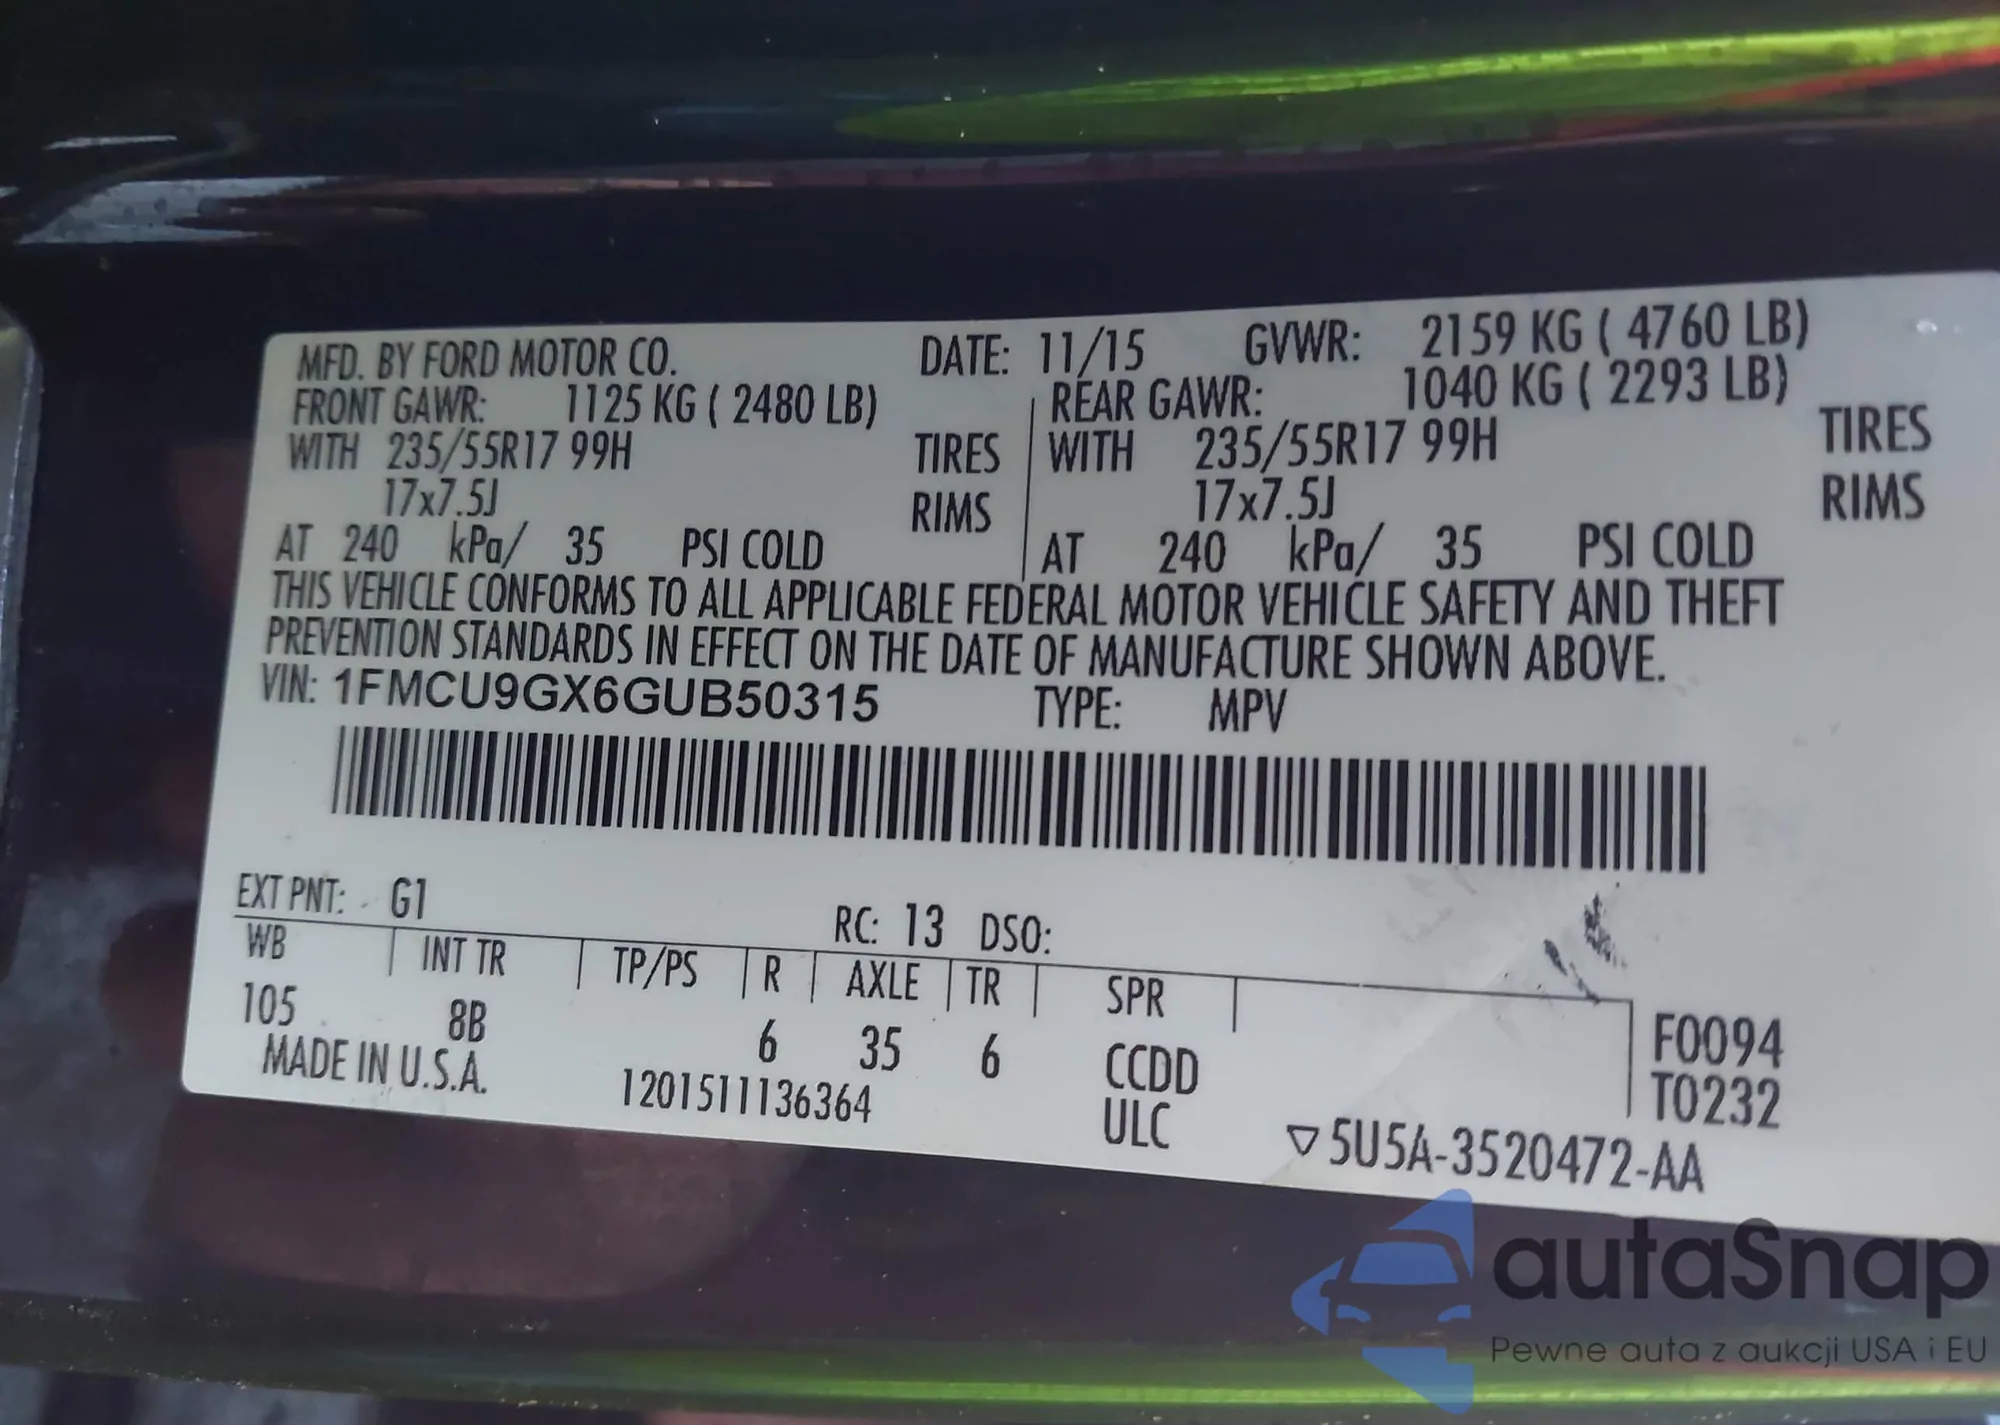 MFD. BY FORD MOTOR CO. DATE: 11/15 GVWR: 2159 KG ( 4760 LB)
FRONT GAWR: 1125 KG ( 2480 LB) REAR GAWR: 1040 KG ( 2293 LB)
WITH 235/55R17 99H TIRES WITH 235/55R17 99H TIRES
17x7.5J RIMS 17x7.5J RIMS
AT 240 kPa/ 35 PSI COLD AT 240 kPa/ 35 PSI COLD
THIS VEHICLE CONFORMS TO ALL APPLICABLE FEDERAL MOTOR VEHICLE SAFETY AND THEFT
PREVENTION STANDARDS IN EFFECT ON THE DATE OF MANUFACTURE SHOWN ABOVE.
VIN: 1FMCU9GX6GUB50315 TYPE: MPV
EXT PNT: G1 RC: 13 DSO:
WB INT TR TP/PS R AXLE TR SPR
105 8B 6 35 6 CCDD F0094
MADE IN U.S.A. 1201511136364 ULC T0232
▽5U5A-3520472-AA
autaSnap
Pewne auta z aukcji USA i EU